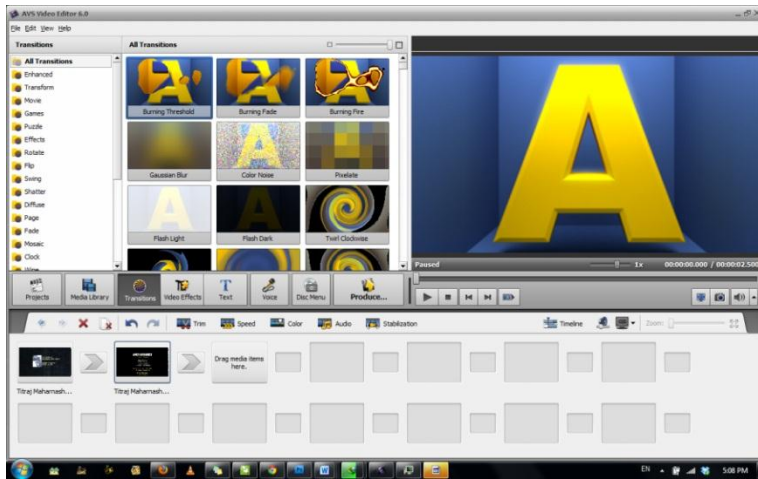 AVS Video Editor 6.0
File Edit View Help
Transitions
All Transitions
All Transitions
Enhanced
Transform
Movie
Games
Puzzle
Effects
Rotate
Flip
Swing
Shatter
Diffuse
Page
Fade
Mosaic
Clock
Wipe
Burning Threshold
Burning Fade
Burning Fire
Gaussian Blur
Color Noise
Pixelate
Flash Light
Flash Dark
Twirl Clockwise
A
Paused
1x
00:00:00.000 / 00:00:02.500
Projects
Media Library
Transitions
Video Effects
Text
Voice
Disc Menu
Produce...
Trim
Speed
Color
Audio
Stabilization
Timeline
Zoom:
Drag media items
here.
Titraj Maharnash...
Titraj Maharnash...
EN
5:08 PM